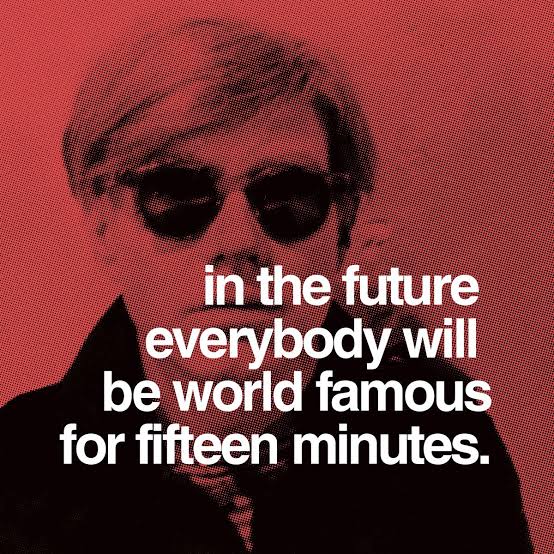 in the future
everybody will
be world famous
for fifteen minutes.